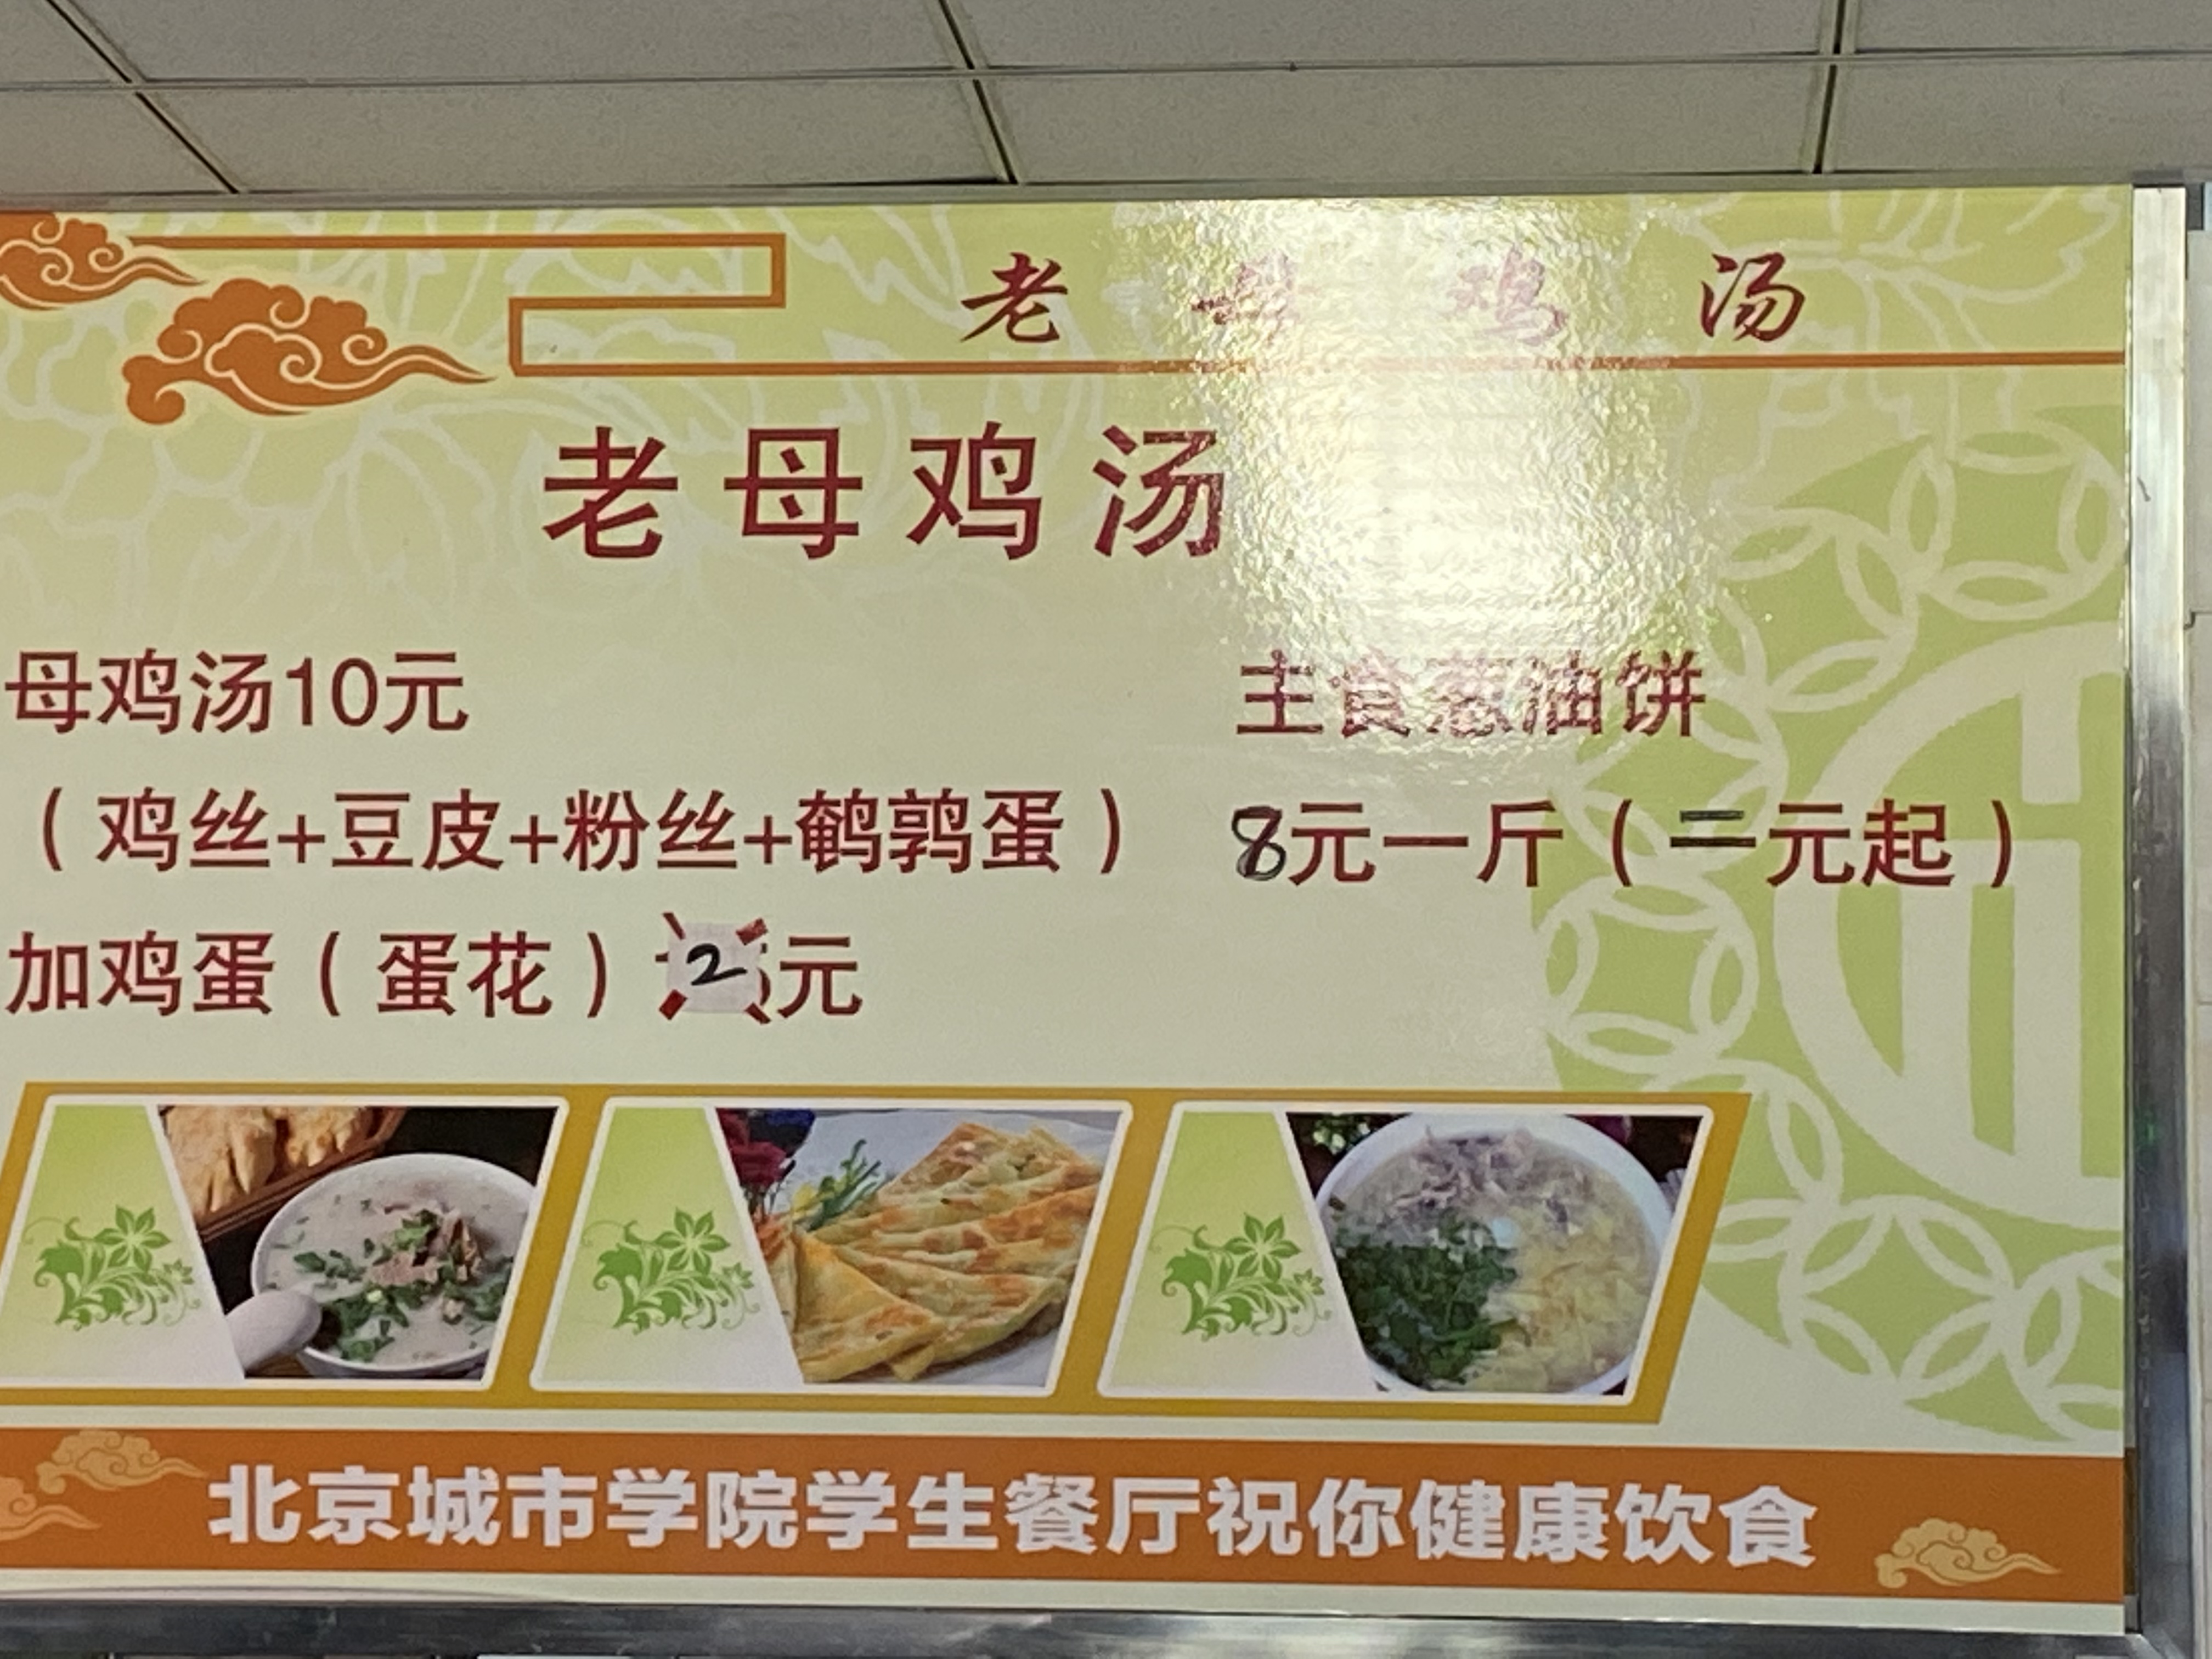 老母鸡汤
老母鸡汤
母鸡汤10元
（鸡丝+豆皮+粉丝+鹌鹑蛋）
加鸡蛋（蛋花）2元
主食葱油饼
8元一斤（二元起）
北京城市学院学生餐厅祝你健康饮食